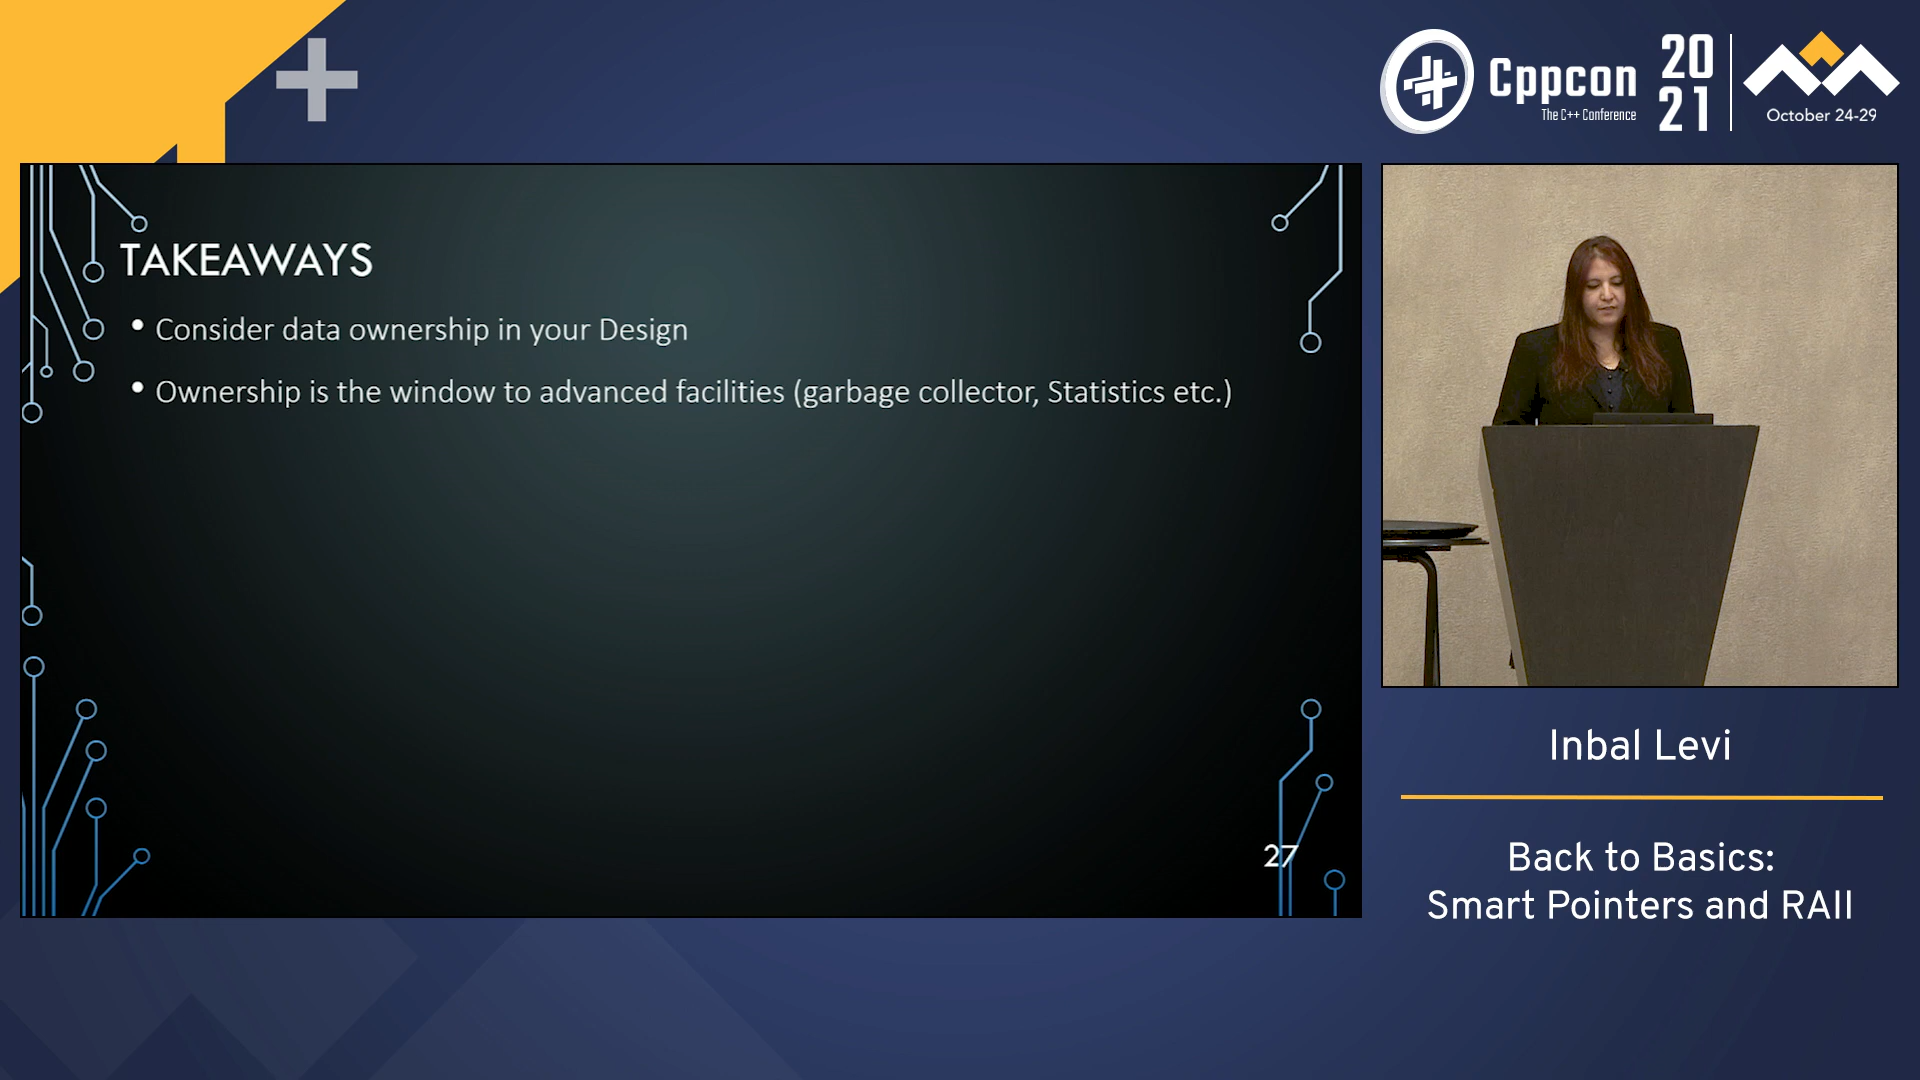 Cppcon
The C++ Conference
20
21
October 24-29
TAKEAWAYS
• Consider data ownership in your Design
• Ownership is the window to advanced facilities (garbage collector, Statistics etc.)
27
Inbal Levi
Back to Basics:
Smart Pointers and RAII